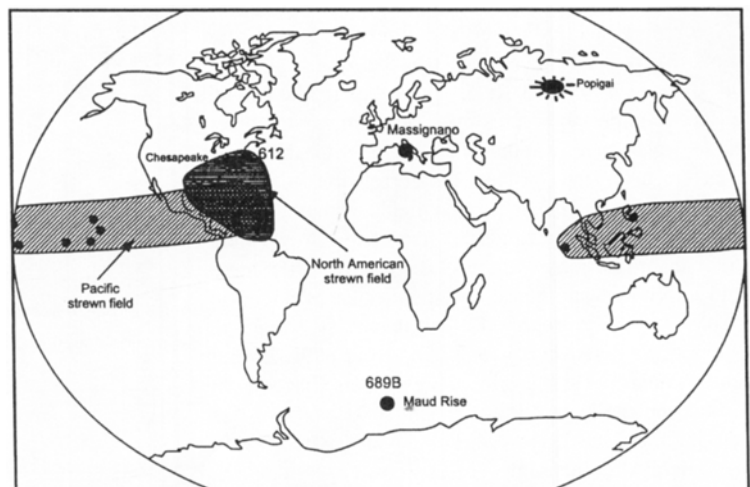 Popigai
Massignano
Chesapeake
612
North American
strewn field
Pacific
strewn field
689B
Maud Rise